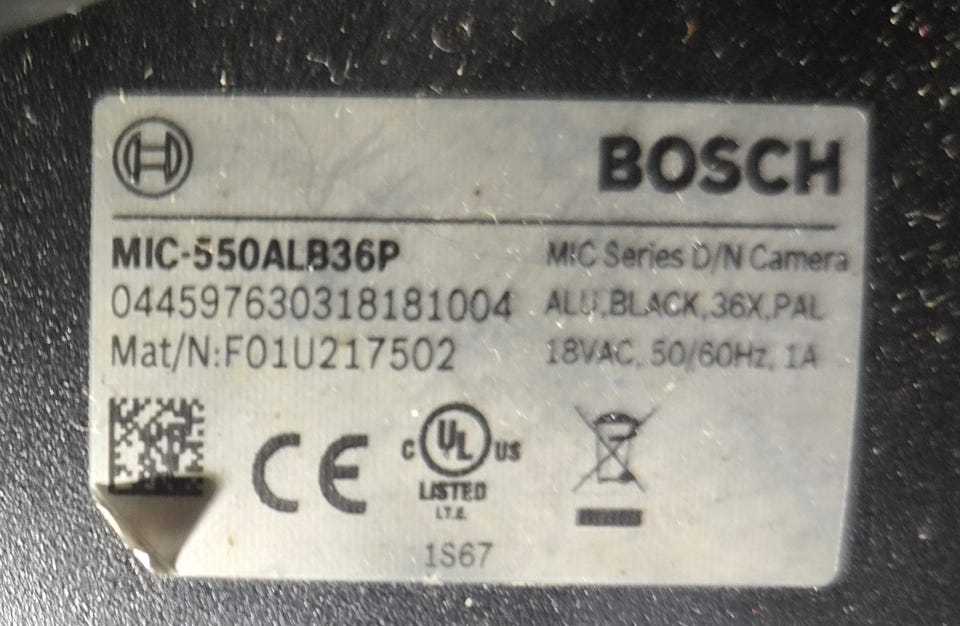 BOSCH
MIC-550ALB36P MIC Series D/N Camera
044597630318181004 ALU,BLACK,36X,PAL
Mat/N:F01U217502 18VAC, 50/60Hz, 1A
CE
C UL US
LISTED
I.T.E.
1S67